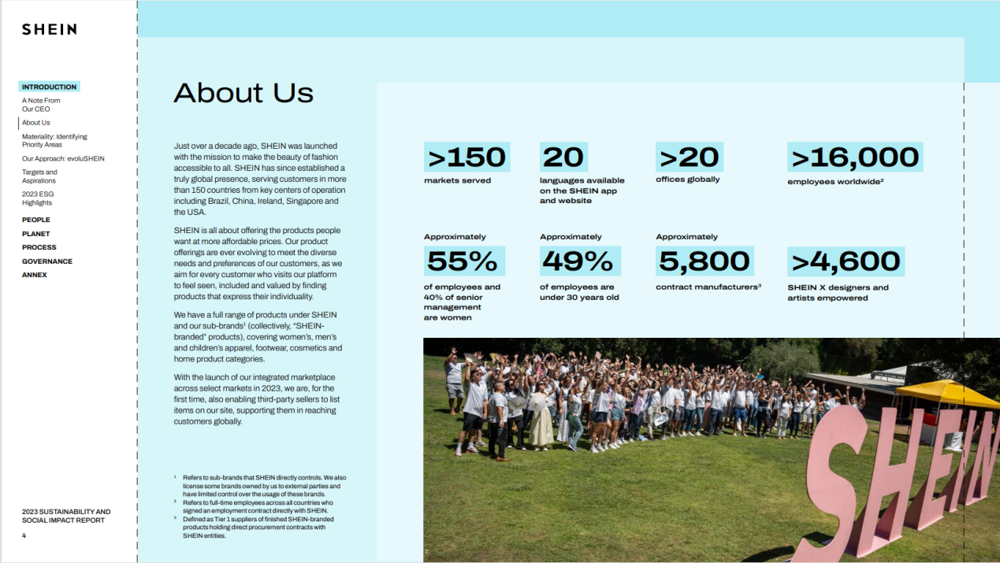 SHEIN
INTRODUCTION
A Note From
Our CEO
About Us
Materiality: Identifying
Priority Areas
Our Approach: evoluSHEIN
Targets and
Aspirations
2023 ESG
Highlights
PEOPLE
PLANET
PROCESS
GOVERNANCE
ANNEX
2023 SUSTAINABILITY AND
SOCIAL IMPACT REPORT
4
About Us
Just over a decade ago, SHEIN was launched
with the mission to make the beauty of fashion
accessible to all. SHEIN has since established a
truly global presence, serving customers in more
than 150 countries from key centers of operation
including Brazil, China, Ireland, Singapore and
the USA.
SHEIN is all about offering the products people
want at more affordable prices. Our product
offerings are ever evolving to meet the diverse
needs and preferences of our customers, as we
aim for every customer who visits our platform
to feel seen, included and valued by finding
products that express their individuality.
We have a full range of products under SHEIN
and our sub-brands¹ (collectively, “SHEIN-
branded” products), covering women’s, men’s
and children’s apparel, footwear, cosmetics and
home product categories.
With the launch of our integrated marketplace
across select markets in 2023, we are, for the
first time, also enabling third-party sellers to list
items on our site, supporting them in reaching
customers globally.
¹ Refers to sub-brands that SHEIN directly controls. We also
license some brands owned by us to external parties and
have limited control over the usage of these brands.
² Refers to full-time employees across all countries who
signed an employment contract directly with SHEIN.
³ Defined as Tier 1 suppliers of finished SHEIN-branded
products holding direct procurement contracts with
SHEIN entities.
>150
markets served
20
languages available
on the SHEIN app
and website
>20
offices globally
>16,000
employees worldwide²
Approximately
55%
of employees and
40% of senior
management
are women
Approximately
49%
of employees are
under 30 years old
Approximately
5,800
contract manufacturers³
>4,600
SHEIN X designers and
artists empowered
SHEIN